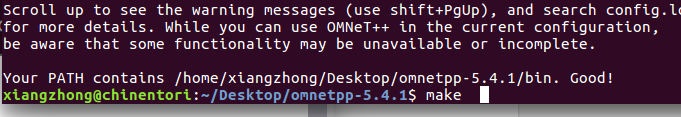 Scroll up to see the warning messages (use shift+PgUp), and search config.lo
for more details. While you can use OMNeT++ in the current configuration,
be aware that some functionality may be unavailable or incomplete.
Your PATH contains /home/xiangzhong/Desktop/omnetpp-5.4.1/bin. Good!
xiangzhong@chinentori:~/Desktop/omnetpp-5.4.1$ make